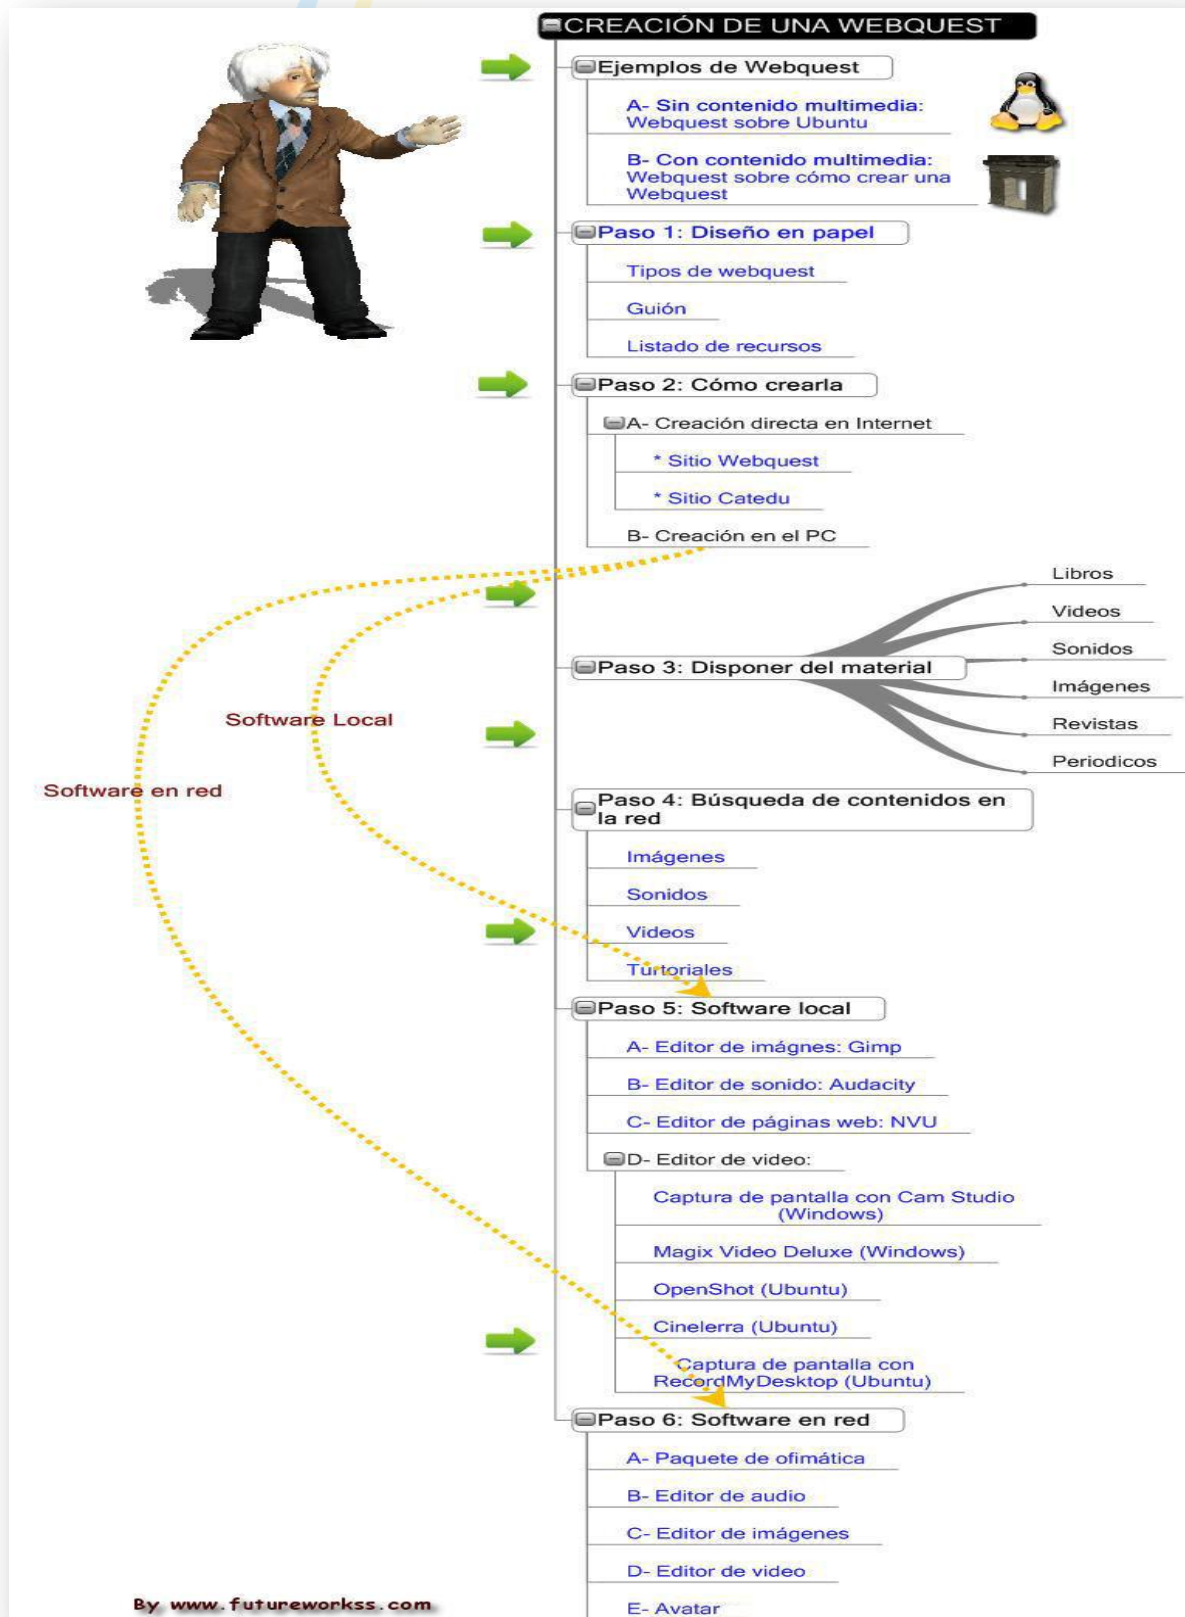 CREACIÓN DE UNA WEBQUEST
Ejemplos de Webquest
A- Sin contenido multimedia:
Webquest sobre Ubuntu
B- Con contenido multimedia:
Webquest sobre cómo crear una
Webquest
Paso 1: Diseño en papel
Tipos de webquest
Guión
Listado de recursos
Paso 2: Cómo crearla
A- Creación directa en Internet
* Sitio Webquest
* Sitio Catedu
B- Creación en el PC
Paso 3: Disponer del material
Libros
Videos
Sonidos
Imágenes
Revistas
Periodicos
Software Local
Software en red
Paso 4: Búsqueda de contenidos en
la red
Imágenes
Sonidos
Videos
Turtoriales
Paso 5: Software local
A- Editor de imágnes: Gimp
B- Editor de sonido: Audacity
C- Editor de páginas web: NVU
D- Editor de video:
Captura de pantalla con Cam Studio
(Windows)
Magix Video Deluxe (Windows)
OpenShot (Ubuntu)
Cinelerra (Ubuntu)
Captura de pantalla con
RecordMyDesktop (Ubuntu)
Paso 6: Software en red
A- Paquete de ofimática
B- Editor de audio
C- Editor de imágenes
D- Editor de video
E- Avatar
By www.futureworkss.com